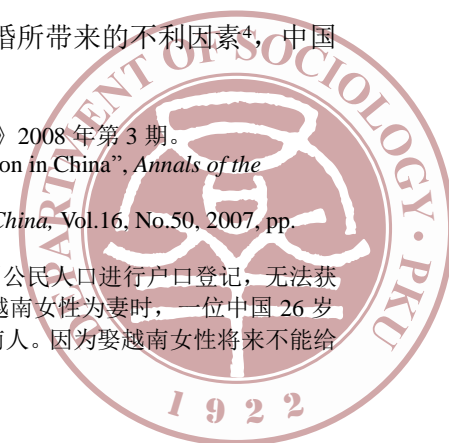 婚所带来的不利因素4，中国
》2008 年第 3 期。
on in China”, Annals of the
China, Vol.16, No.50, 2007, pp.
公民人口进行户口登记，无法获
越南女性为妻时，一位中国 26 岁
南人。因为娶越南女性将来不能给
DEPARTMENT OF SOCIOLOGY · PKU
1922